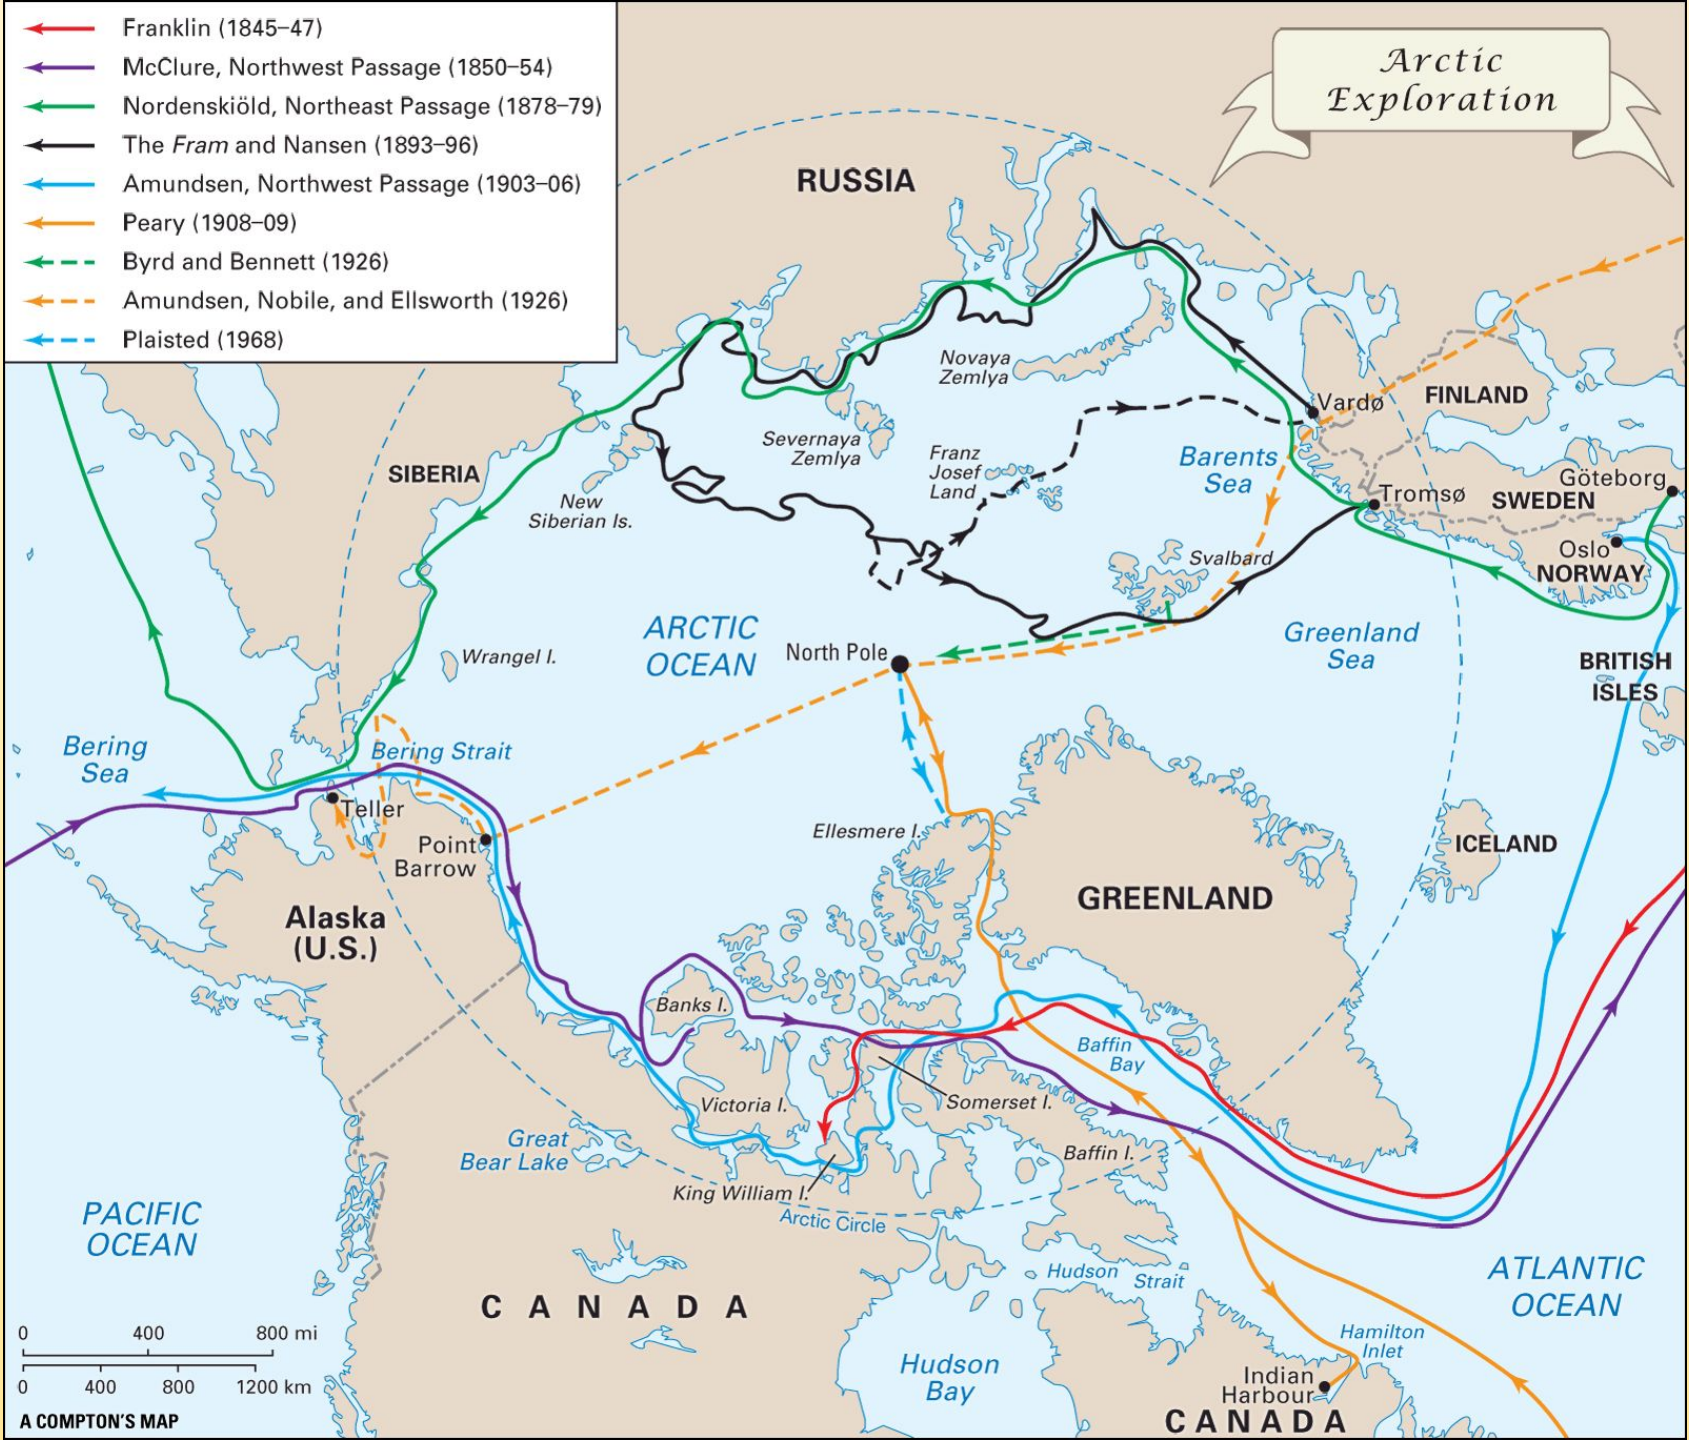 Franklin (1845–47)
McClure, Northwest Passage (1850–54)
Nordenskiöld, Northeast Passage (1878–79)
The Fram and Nansen (1893–96)
Amundsen, Northwest Passage (1903–06)
Peary (1908–09)
Byrd and Bennett (1926)
Amundsen, Nobile, and Ellsworth (1926)
Plaisted (1968)
Arctic
Exploration
RUSSIA
Novaya
Zemlya
Vardø
FINLAND
Severnaya
Zemlya
Franz
Josef
Land
Barents
Sea
SIBERIA
New
Siberian Is.
Göteborg
Tromsø
SWEDEN
Oslo
NORWAY
Svalbard
ARCTIC
OCEAN
North Pole
Greenland
Sea
Wrangel I.
BRITISH
ISLES
Bering
Sea
Bering Strait
Teller
Point
Barrow
Ellesmere I.
ICELAND
Alaska
(U.S.)
GREENLAND
Banks I.
Baffin
Bay
Victoria I.
Somerset I.
Great
Bear Lake
Baffin I.
King William I.
Arctic Circle
PACIFIC
OCEAN
Hudson Strait
ATLANTIC
OCEAN
CANADA
Hamilton
Inlet
Hudson
Bay
Indian
Harbour
CANADA
0 400 800 mi
0 400 800 1200 km
A COMPTON'S MAP